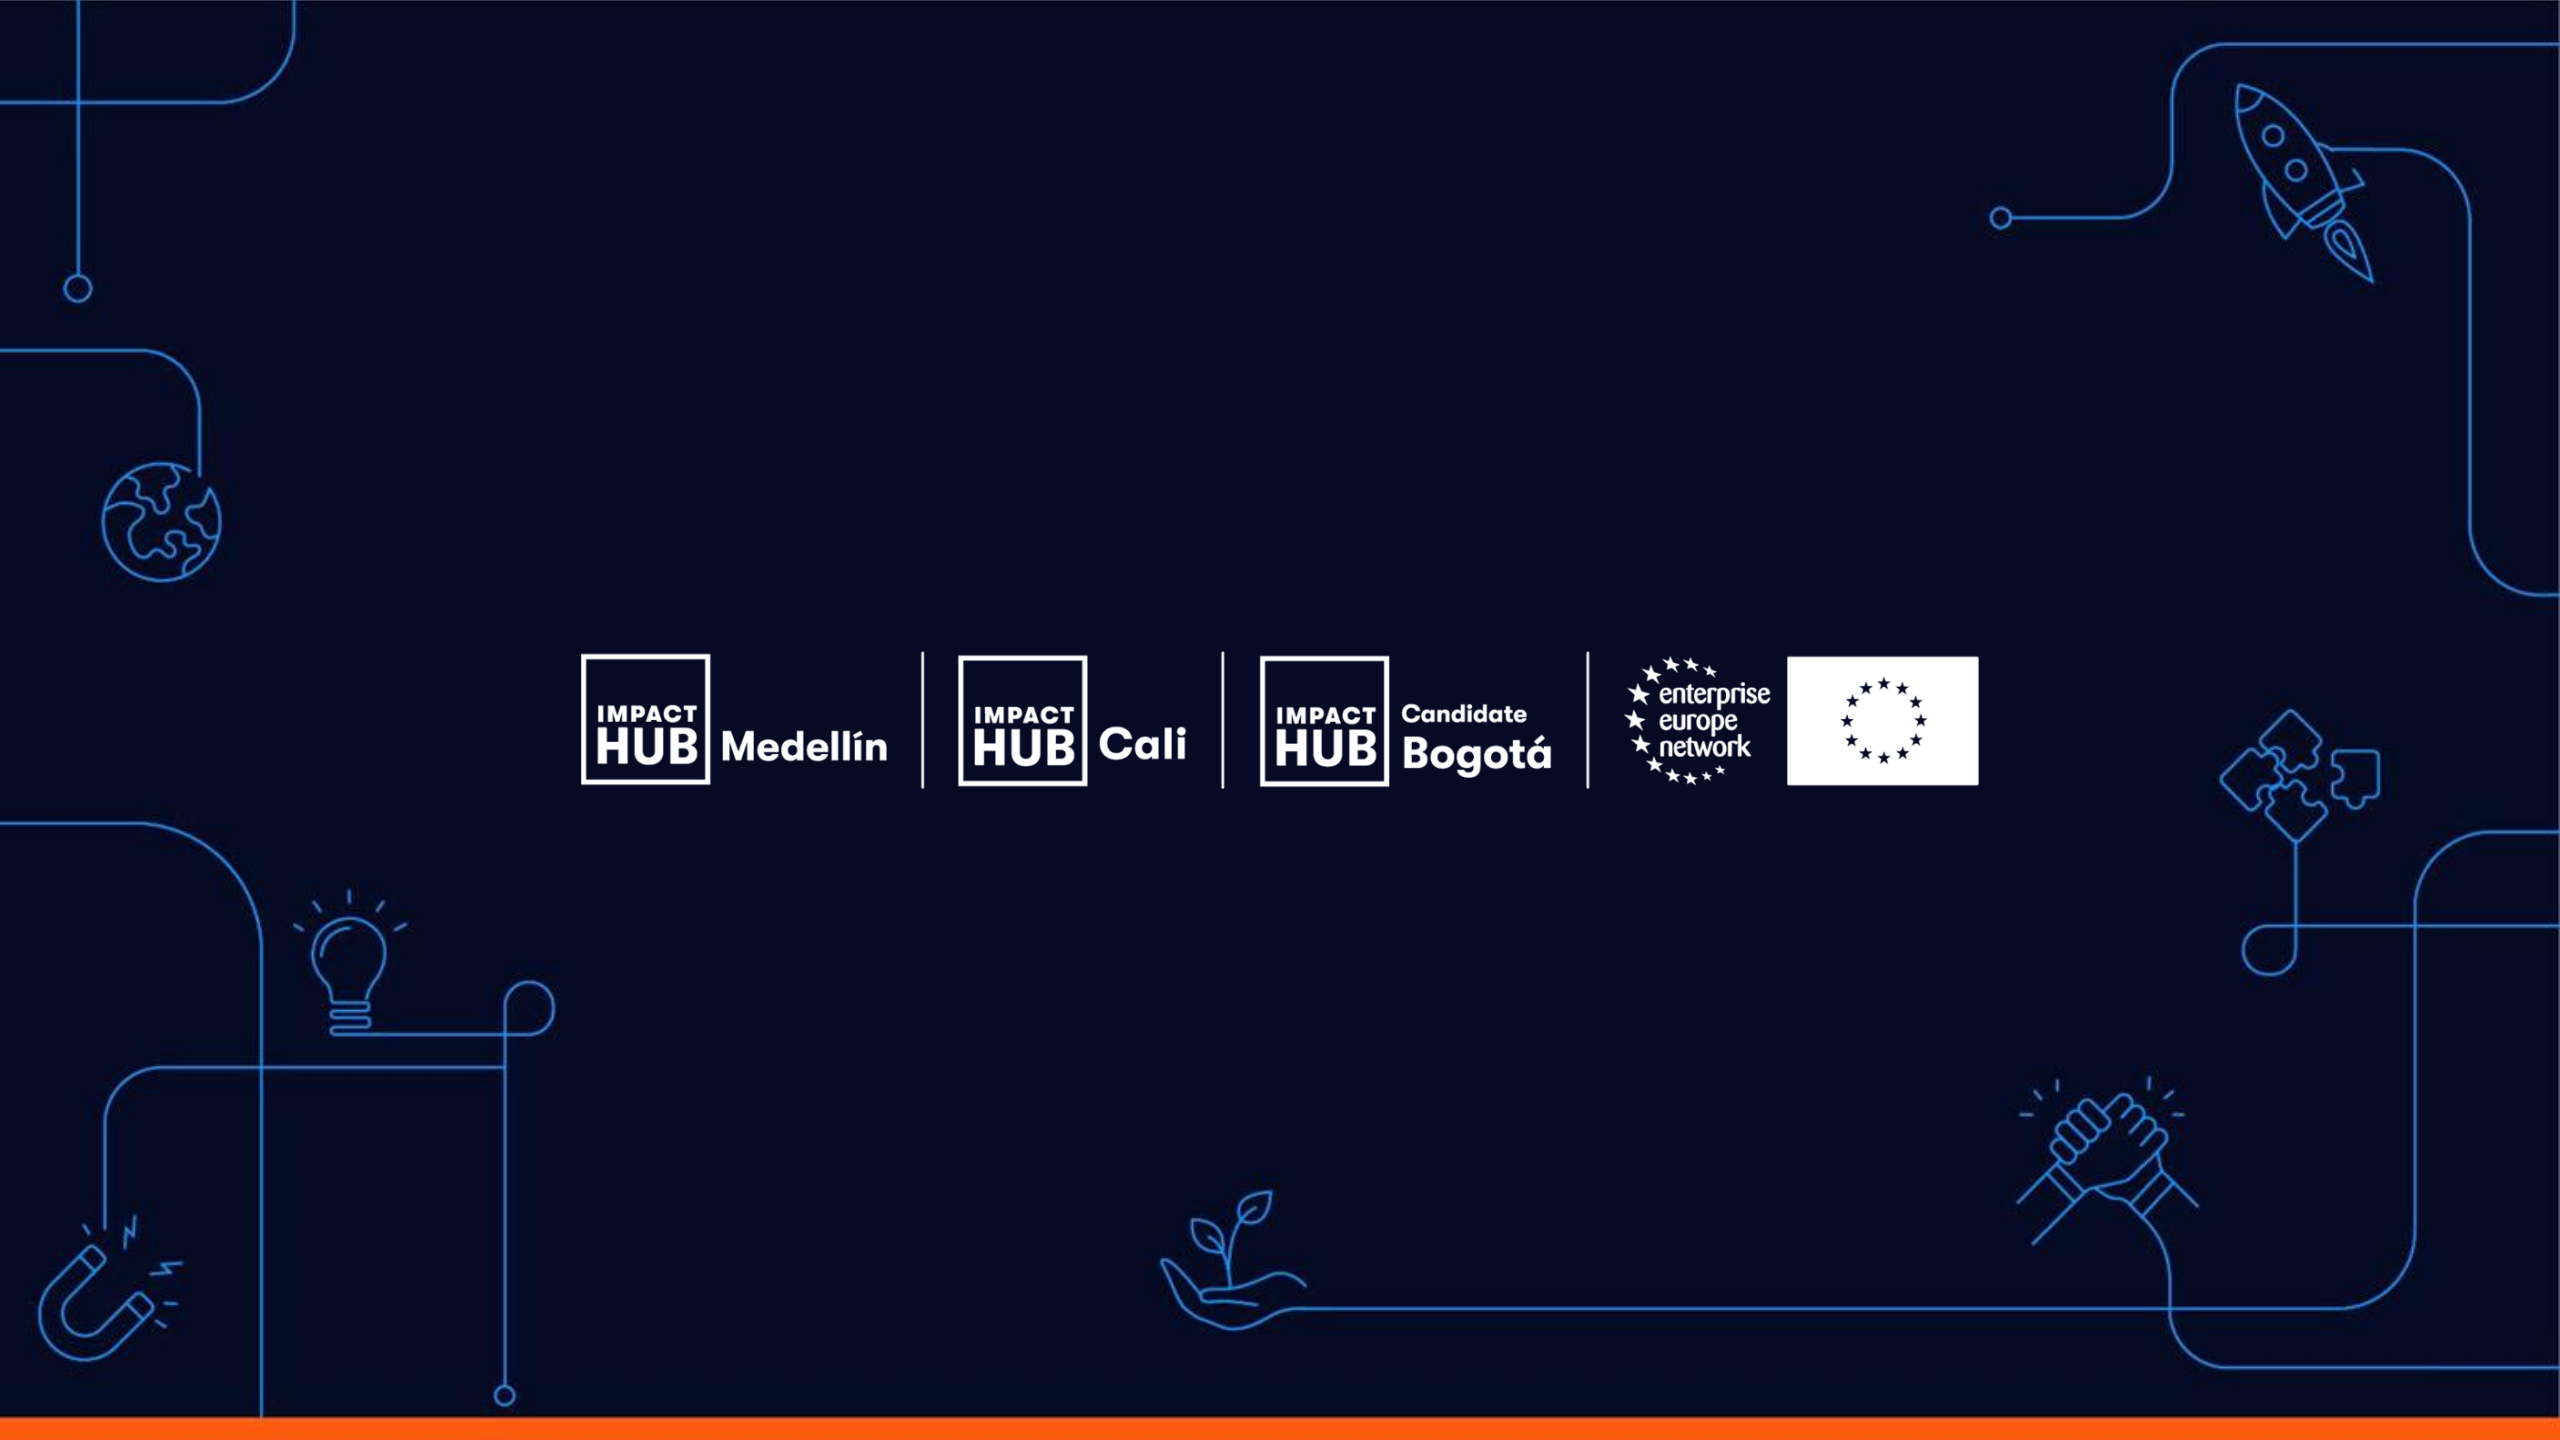 IMPACT
HUB Medellín
IMPACT
HUB Cali
IMPACT
HUB
Candidate
Bogotá
enterprise
europe
network